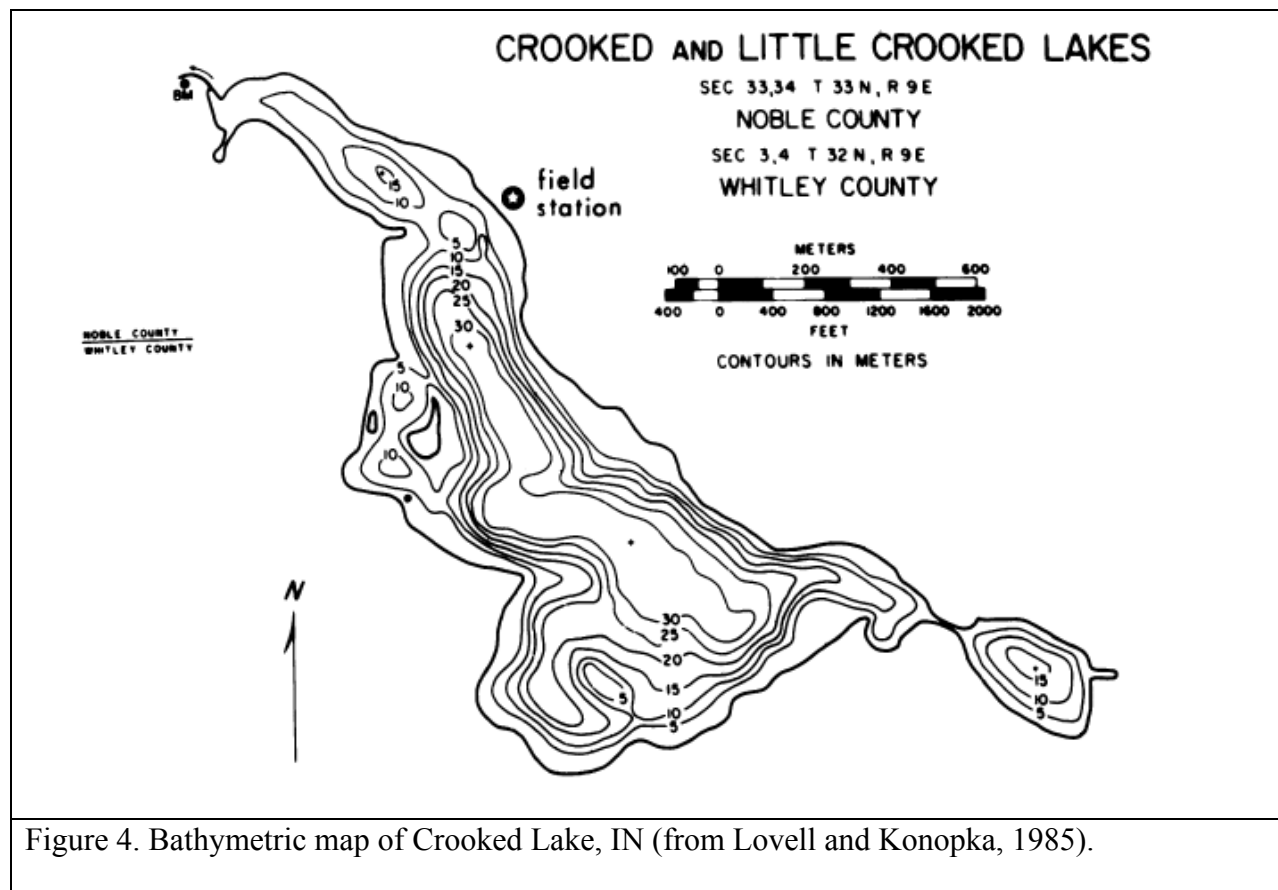 CROOKED AND LITTLE CROOKED LAKES
SEC 33,34 T 33 N, R 9 E
NOBLE COUNTY
SEC 3,4 T 32 N, R 9 E
WHITLEY COUNTY
BM
field
station
METERS
100 0 200 400 600
400 0 400 800 1200 1600 2000
FEET
CONTOURS IN METERS
NOBLE COUNTY
WHITLEY COUNTY
15
10
5
10
15
20
25
30
5
10
10
N
30
25
20
15
10
5
5
15
10
5
Figure 4. Bathymetric map of Crooked Lake, IN (from Lovell and Konopka, 1985).